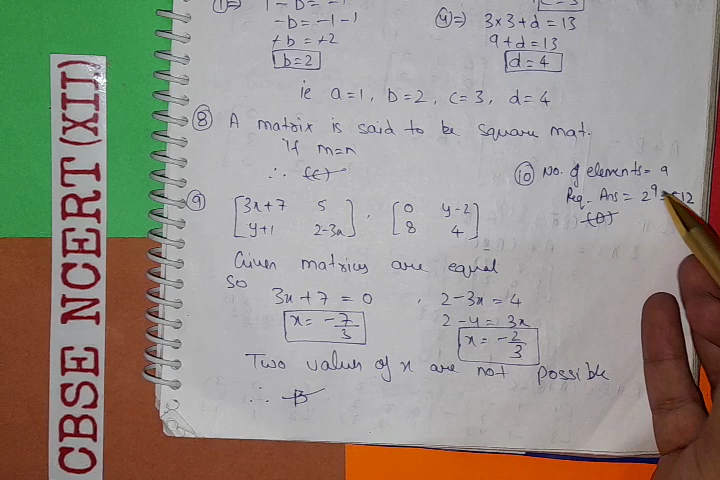 CBSE NCERT (XII)
1 - b = -1
-b = -1-1
+b = +2
b=2
④⇒) 3x3+d = 13
9+d = 13
d = 4
ie a=1, b=2, c=3, d=4
⑧ A matrix is said to be square mat.
if m=n
∴ (C)
⑨ [3x+7 5
y+1 2-3x] , [0 y-2
8 4]
Given matrices are equal
So
3x+7 = 0 , 2-3x = 4
x = -7/3
2-4 = 3x
x = -2/3
Two values of x are not possible
∴ B
⑩ No. of elements = 9
Req. Ans = 2⁹ = 512
(D)